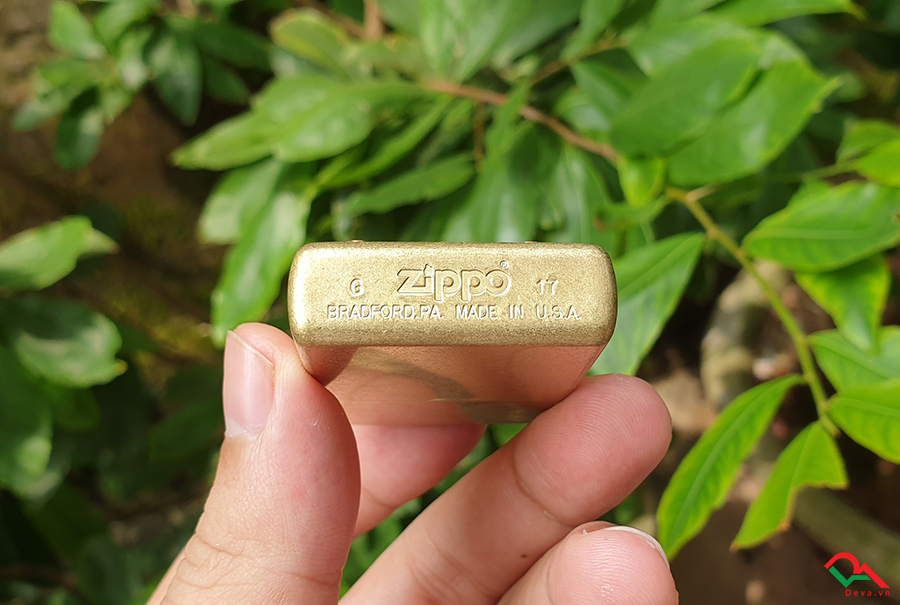 G Zippo® 17
BRADFORD.PA. MADE IN U.S.A.
Deva.vn